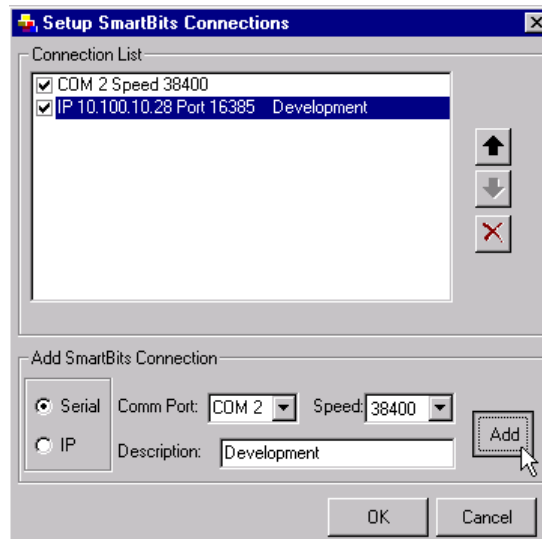 Setup SmartBits Connections
Connection List
COM 2 Speed 38400
IP 10.100.10.28 Port 16385 Development
Add SmartBits Connection
Serial Comm Port: COM 2 Speed: 38400
IP Description: Development
Add
OK Cancel